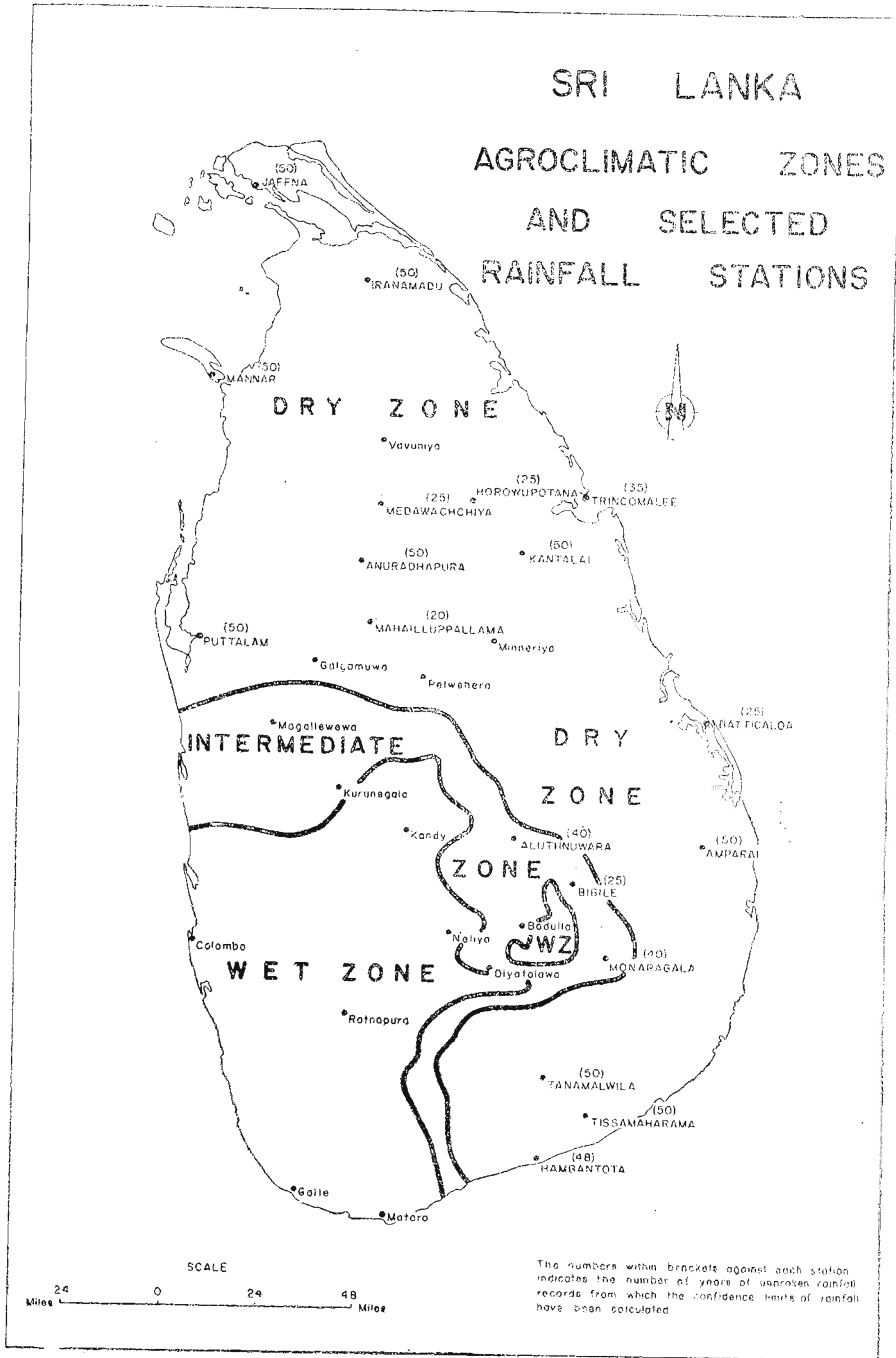 SRI LANKA
AGROCLIMATIC ZONES
AND SELECTED
RAINFALL STATIONS
(50)
JAFFNA
(50)
IRANAMADU
(50)
MANNAR
DRY ZONE
N
Vavuniya
(25)
MEDAWACHCHIYA
(25)
HOROWUPOTANA
(35)
TRINCOMALEE
(50)
ANURADHAPURA
(50)
KANTALAI
(20)
MAHAILLUPPALLAMA
(50)
PUTTALAM
Minneriya
Galgamuwa
Pelwehera
(25)
BATTICALOA
Magallewewa
INTERMEDIATE
DRY
ZONE
Kurunegala
Kandy
(40)
ALUTHNUWARA
(50)
AMPARAI
ZONE
(25)
BIBILE
Badulla
Colombo
WZ
(40)
MONARAGALA
WET ZONE
Diyatalawa
Ratnapura
(50)
TANAMALWILA
(50)
TISSAMAHARAMA
(48)
HAMBANTOTA
Galle
Matara
SCALE
24 0 24 48
Miles Miles
The numbers within brackets against each station
indicates the number of years of unbroken rainfall
records from which the confidence limits of rainfall
have been calculated